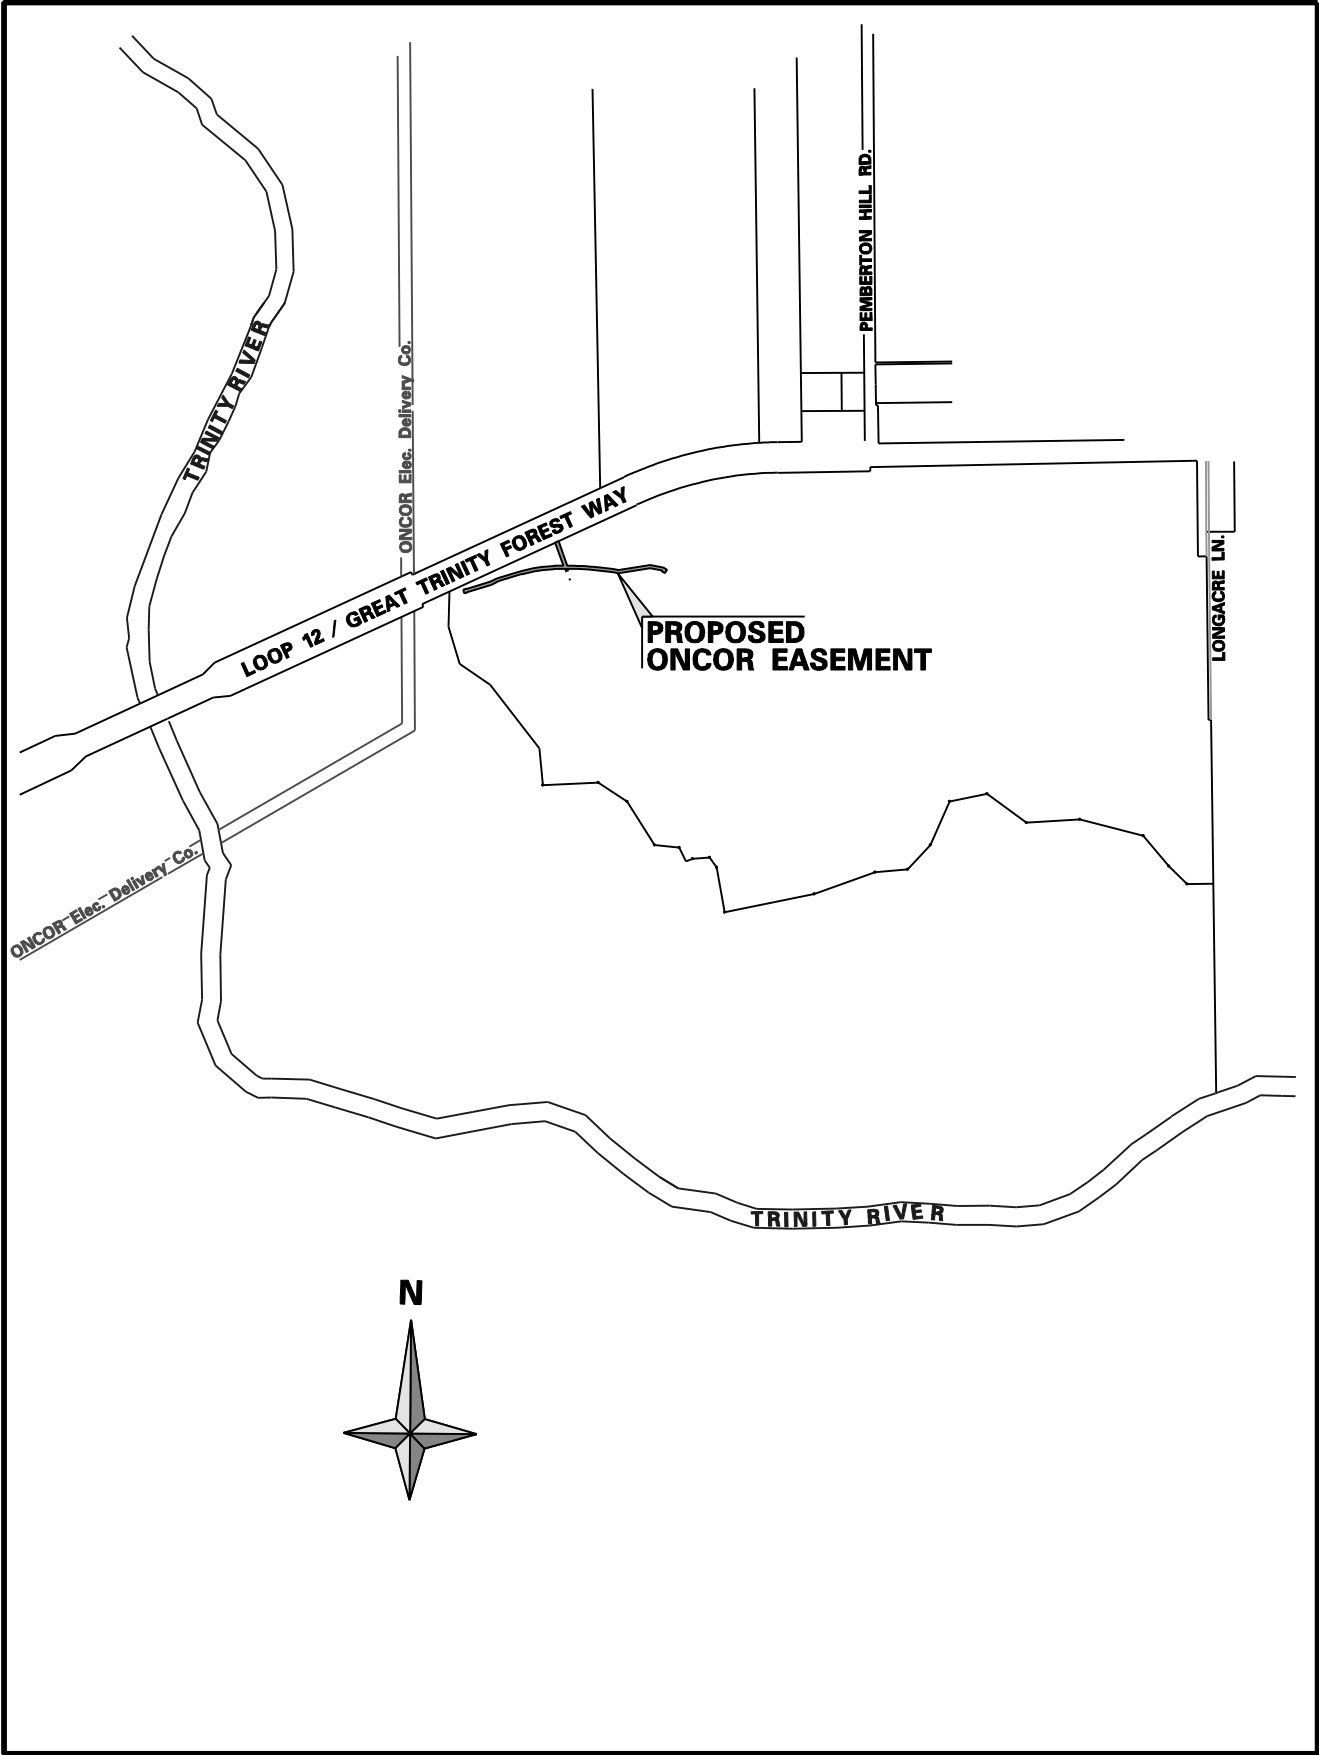 PEMBERTON HILL RD.
TRINITY RIVER
ONCOR Elec. Delivery Co.
LOOP 12 / GREAT TRINITY FOREST WAY
LONGACRE LN.
PROPOSED
ONCOR EASEMENT
ONCOR Elec. Delivery Co.
TRINITY RIVER
N